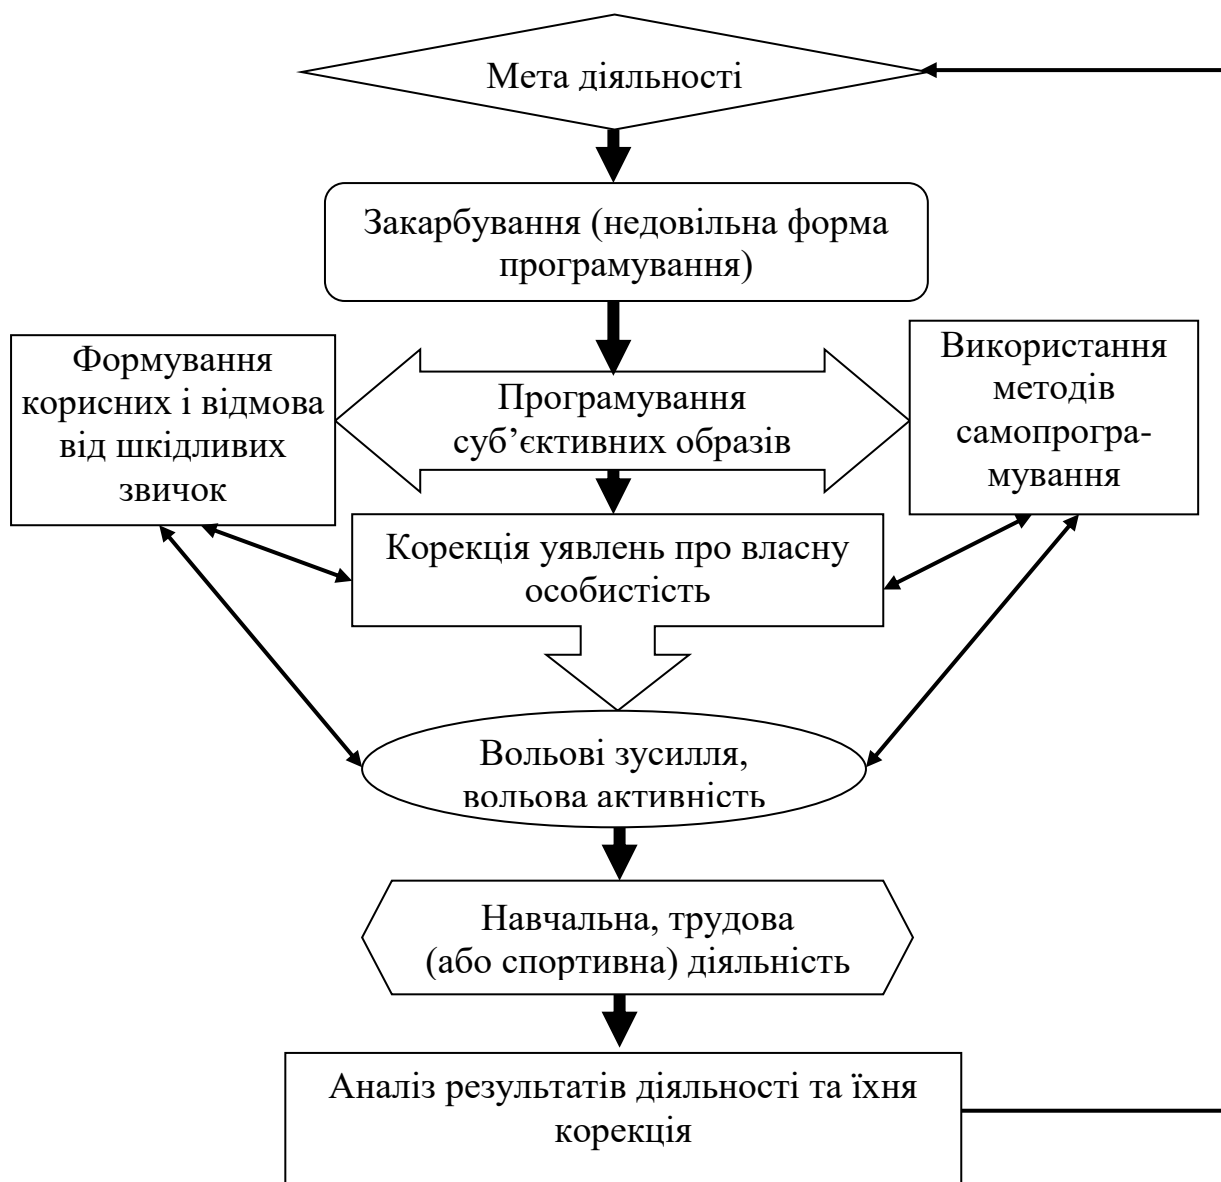 Мета діяльності
Закарбування (недовільна форма
програмування)
Формування
корисних і відмова
від шкідливих
звичок
Програмування
суб’єктивних образів
Використання
методів
самопрогра-
мування
Корекція уявлень про власну
особистість
Вольові зусилля,
вольова активність
Навчальна, трудова
(або спортивна) діяльність
Аналіз результатів діяльності та їхня
корекція